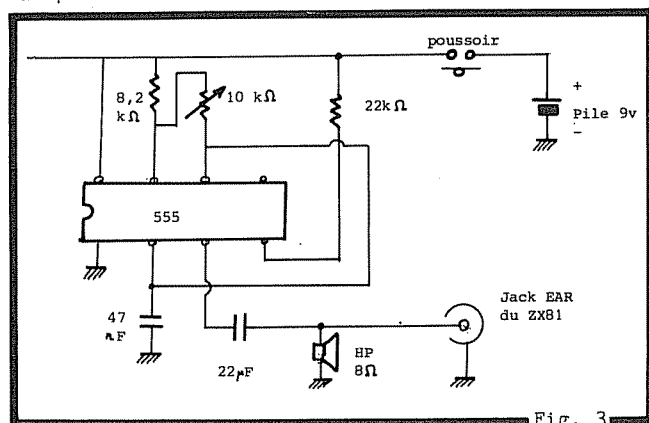 poussoir
8,2
kΩ
10 kΩ
22kΩ
+
Pile 9v
-
555
Jack EAR
du ZX81
47
nF
22µF
HP
8Ω
Fig. 3